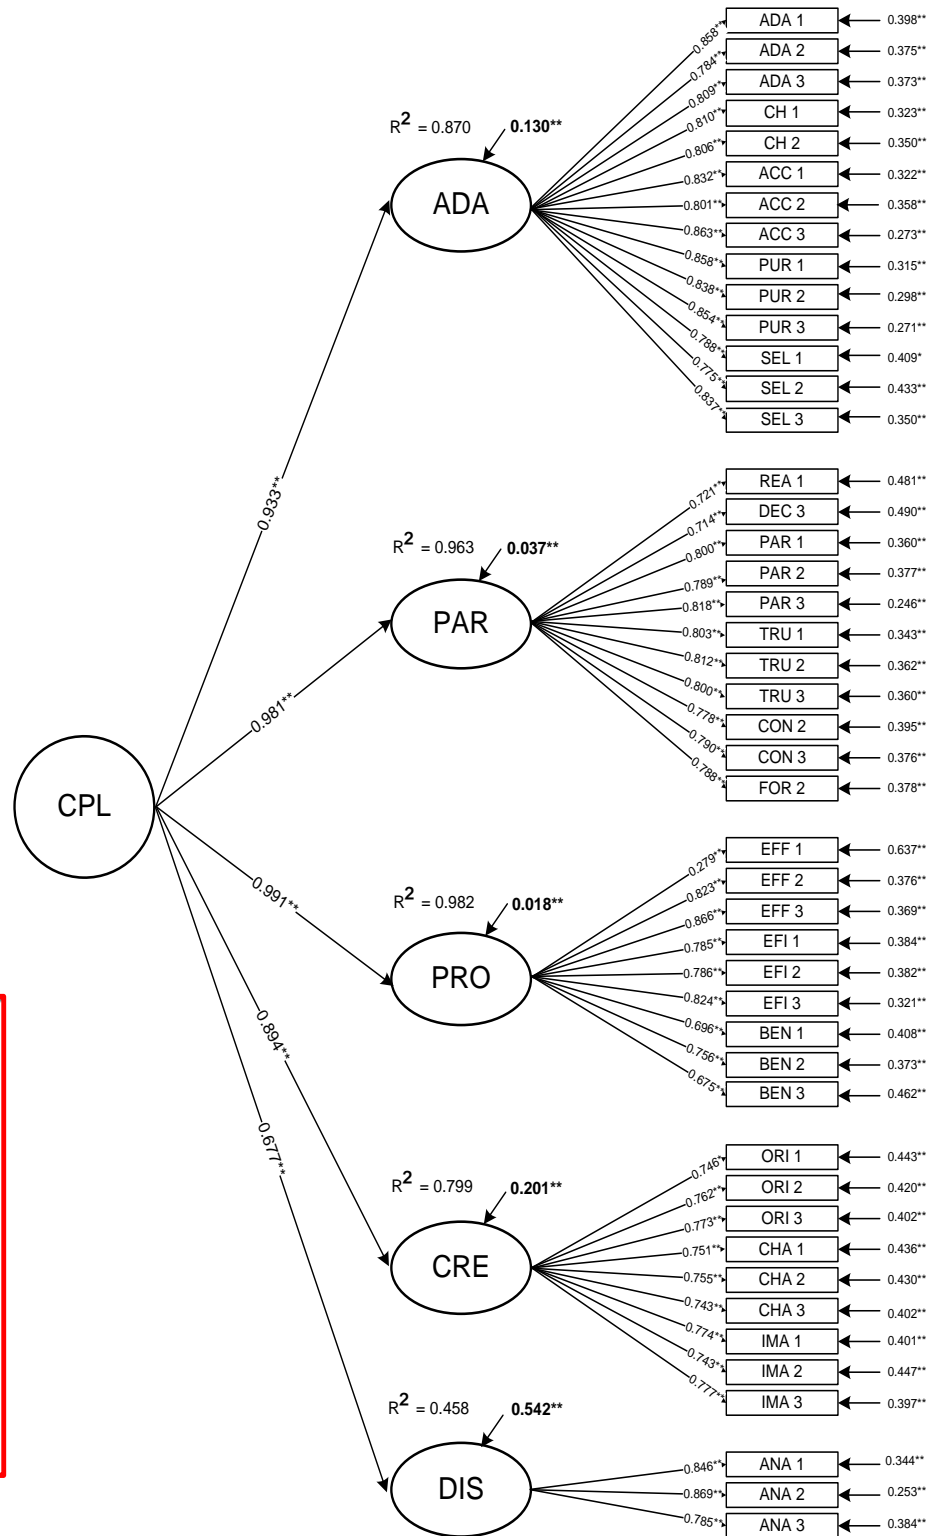 0.858** ADA 1 0.398**
0.784** ADA 2 0.375**
0.809** ADA 3 0.373**
0.810** CH 1 0.323**
0.806** CH 2 0.350**
0.832** ACC 1 0.322**
0.801** ACC 2 0.358**
0.863** ACC 3 0.273**
0.858** PUR 1 0.315**
0.838** PUR 2 0.298**
0.854** PUR 3 0.271**
0.788** SEL 1 0.409*
0.775** SEL 2 0.433**
0.837** SEL 3 0.350**
R² = 0.870 0.130**
ADA
0.933**
0.721** REA 1 0.481**
0.714** DEC 3 0.490**
0.800** PAR 1 0.360**
0.789** PAR 2 0.377**
0.818** PAR 3 0.246**
0.803** TRU 1 0.343**
0.812** TRU 2 0.362**
0.800** TRU 3 0.360**
0.778** CON 2 0.395**
0.790** CON 3 0.376**
0.788** FOR 2 0.378**
R² = 0.963 0.037**
PAR
0.981**
CPL
0.279** EFF 1 0.637**
0.823** EFF 2 0.376**
0.866** EFF 3 0.369**
0.785** EFI 1 0.384**
0.786** EFI 2 0.382**
0.824** EFI 3 0.321**
0.696** BEN 1 0.408**
0.756** BEN 2 0.373**
0.675** BEN 3 0.462**
R² = 0.982 0.018**
PRO
0.991**
0.894**
0.677**
0.746* ORI 1 0.443**
0.762** ORI 2 0.420**
0.773** ORI 3 0.402**
0.751** CHA 1 0.436**
0.755** CHA 2 0.430**
0.743** CHA 3 0.402**
0.774** IMA 1 0.401**
0.743** IMA 2 0.447**
0.777** IMA 3 0.397**
R² = 0.799 0.201**
CRE
R² = 0.458 0.542**
DIS
0.846** ANA 1 0.344**
0.869** ANA 2 0.253**
0.785** ANA 3 0.384**